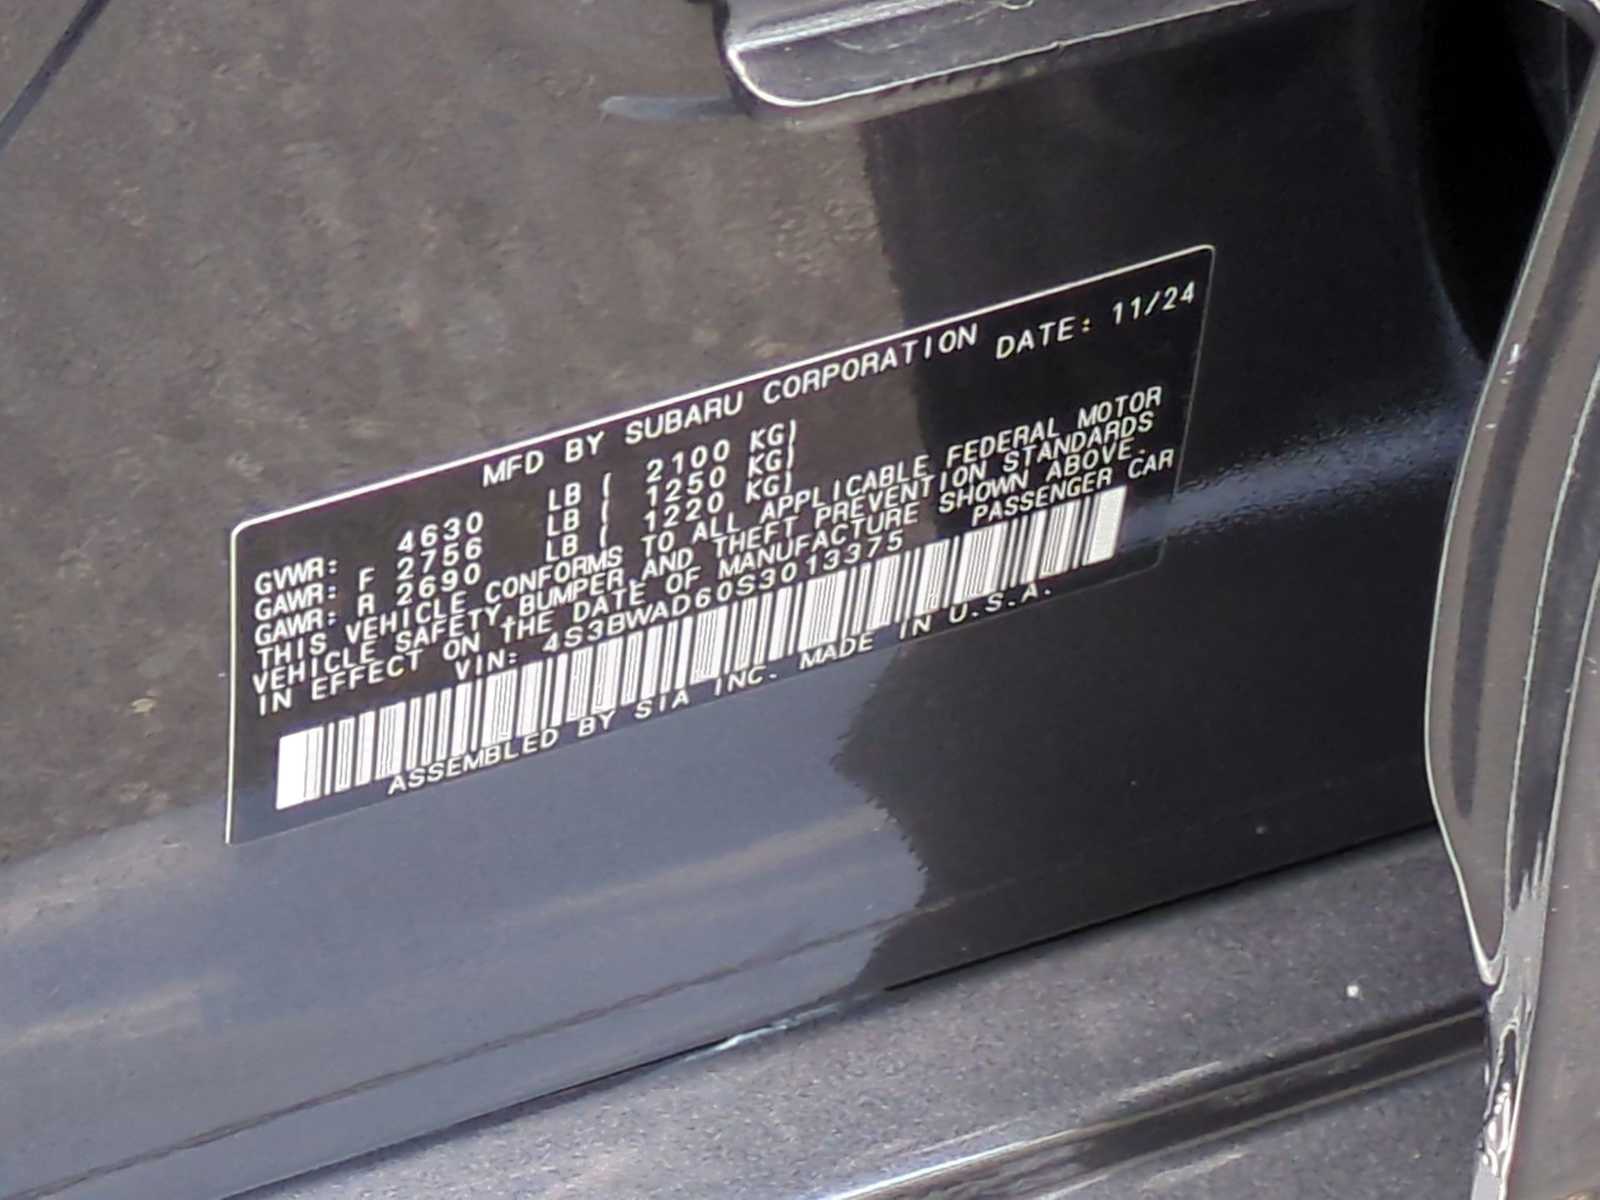 MFD BY SUBARU CORPORATION DATE: 11/24
GVWR: 4630 LB ( 2100 KG)
GAWR: F 2756 LB ( 1250 KG)
GAWR: R 2690 LB ( 1220 KG)
THIS VEHICLE CONFORMS TO ALL APPLICABLE FEDERAL MOTOR
VEHICLE SAFETY,BUMPER,AND THEFT PREVENTION STANDARDS
IN EFFECT ON THE DATE OF MANUFACTURE SHOWN ABOVE.
VIN: 4S3BWAD60S3013375 PASSENGER CAR
ASSEMBLED BY SIA INC. MADE IN U.S.A.